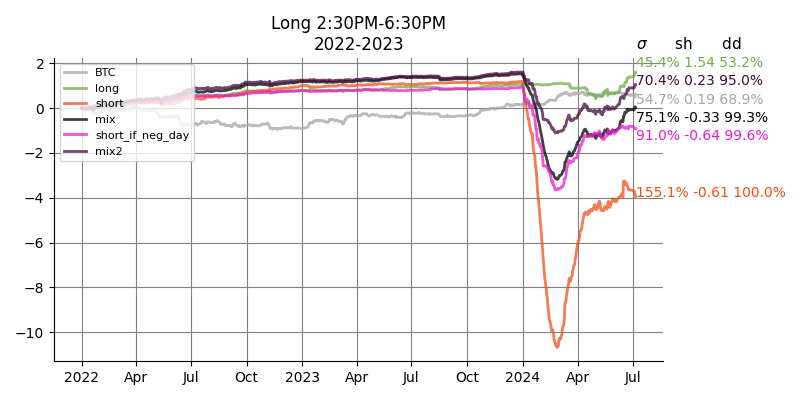 Long 2:30PM-6:30PM
2022-2023
σ sh dd
45.4% 1.54 53.2%
70.4% 0.23 95.0%
54.7% 0.19 68.9%
75.1% -0.33 99.3%
91.0% -0.64 99.6%
155.1% -0.61 100.0%
BTC
long
short
mix
short_if_neg_day
mix2
2
0
−2
−4
−6
−8
−10
2022 Apr Jul Oct 2023 Apr Jul Oct 2024 Apr Jul